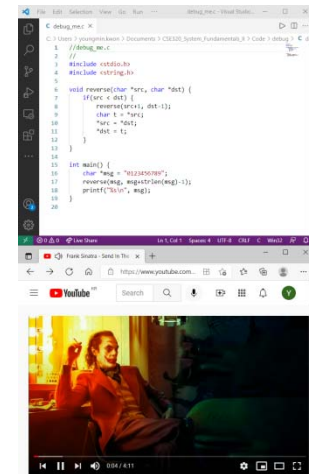 File Edit Selection View Go Run ··· debug_me.c - Visual Studio...
debug_me.c
C: > Users > youngmin.kwon > Documents > CSE320_System_Fundamentals_II > Code > debug > debug_me.c
1 //debug_me.c
2 //
3 #include <stdio.h>
4 #include <string.h>
5
6 void reverse(char *src, char *dst) {
7 if(src < dst) {
8 reverse(src+1, dst-1);
9 char t = *src;
10 *src = *dst;
11 *dst = t;
12 }
13 }
14
15 int main() {
16 char *msg = "0123456789";
17 reverse(msg, msg+strlen(msg)-1);
18 printf("%s\n", msg);
19 }
20
0 0 Live Share Ln 1, Col 1 Spaces: 4 UTF-8 CRLF C Win32
Frank Sinatra - Send In The
https://www.youtube.com...
YouTube Search Y
0:04 / 4:11